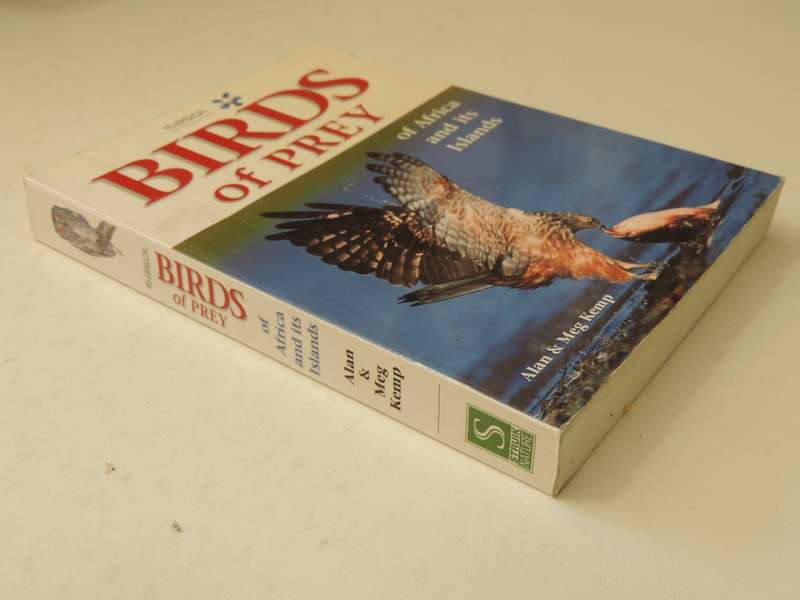 sasol
BIRDS
of PREY
of Africa
and its
Islands
Alan & Meg Kemp
sasol
BIRDS
of PREY
of
Africa
and its
Islands
Alan
&
Meg
Kemp
S
STRUIK
NATURE